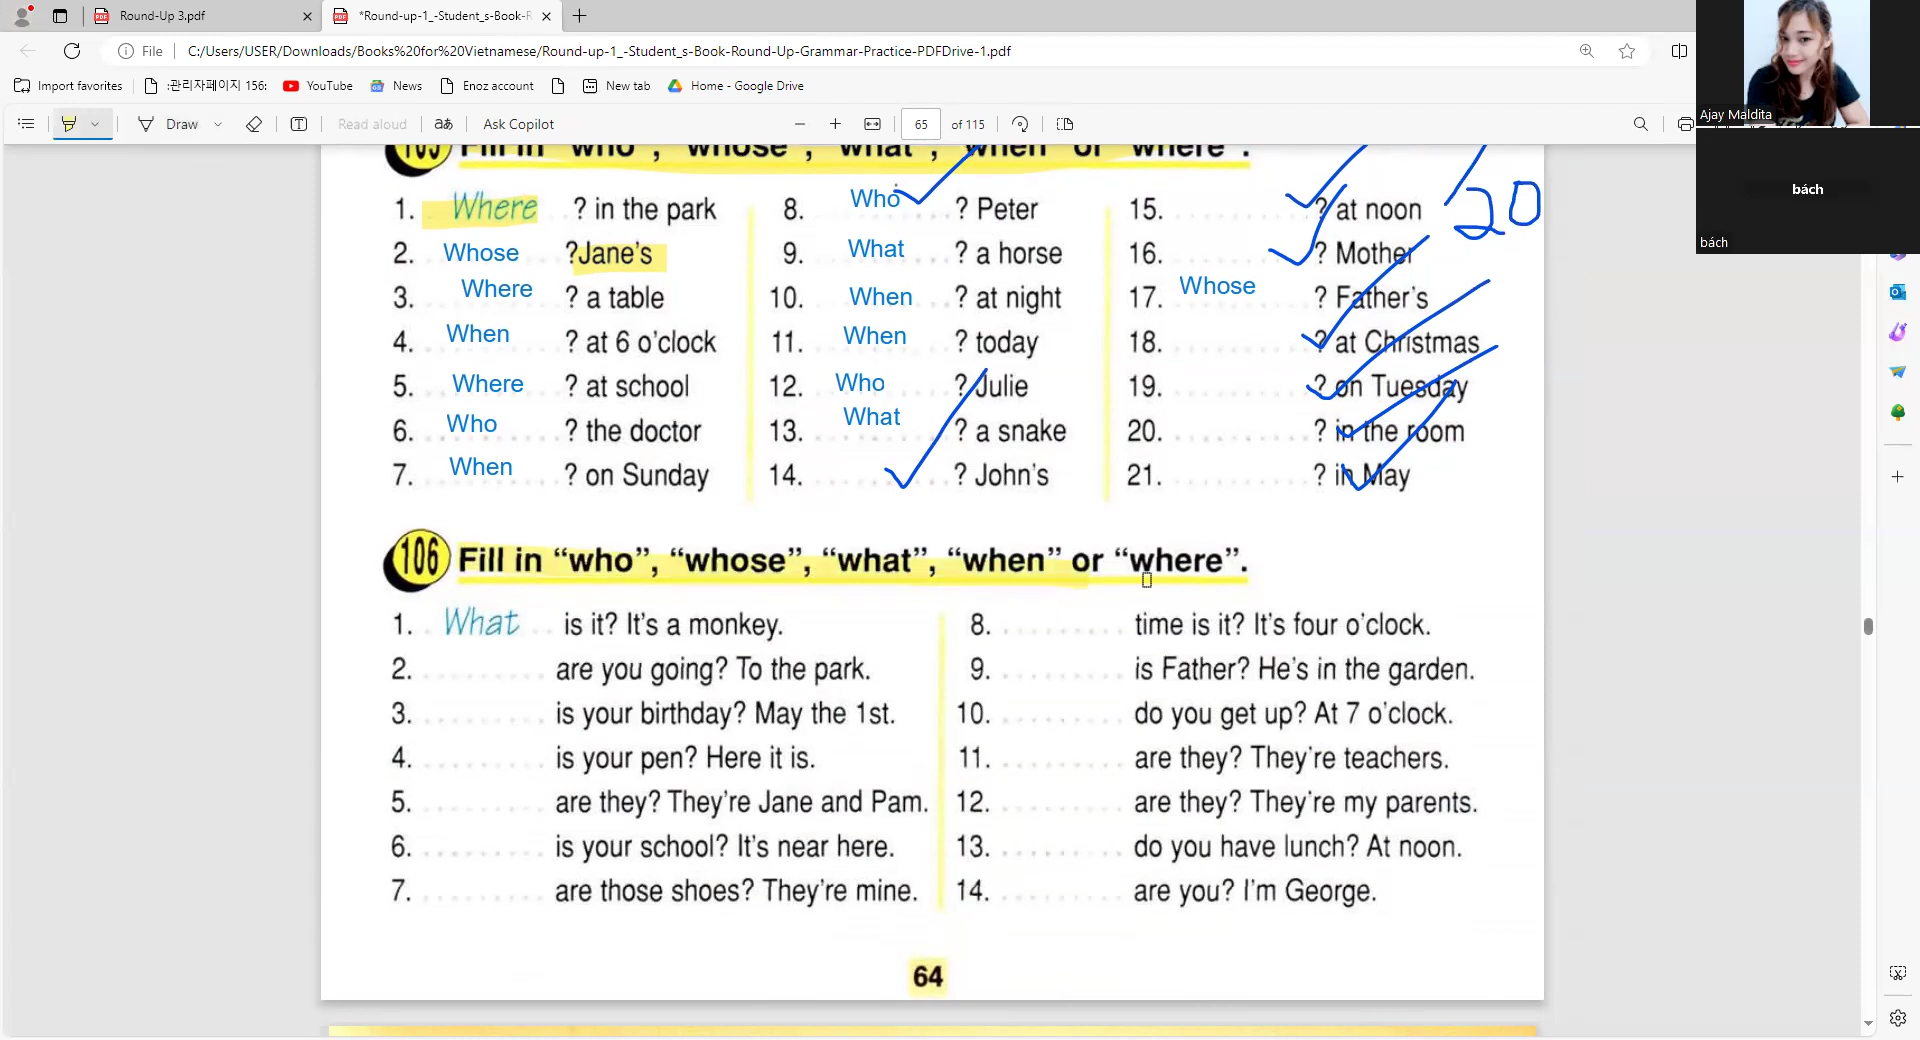 Round-Up 3.pdf
*Round-up-1_-Student_s-Book-R
File
C:/Users/USER/Downloads/Books%20for%20Vietnamese/Round-up-1_-Student_s-Book-Round-Up-Grammar-Practice-PDFDrive-1.pdf
Import favorites
:관리자페이지 156:
YouTube
News
Enoz account
New tab
Home - Google Drive
Draw
Read aloud
aあ
Ask Copilot
65
of 115
Ajay Maldita
bách
bách
105 Fill in "who", "whose", "what", "when" or "where".
1. Where ? in the park
2. Whose ?Jane's
3. Where ? a table
4. When ? at 6 o'clock
5. Where ? at school
6. Who ? the doctor
7. When ? on Sunday
8. Who ? Peter
9. What ? a horse
10. When ? at night
11. When ? today
12. Who ? Julie
13. What ? a snake
14. ? John's
15. ? at noon
16. ? Mother
17. Whose ? Father's
18. ? at Christmas
19. ? on Tuesday
20. ? in the room
21. ? in May
20
106 Fill in "who", "whose", "what", "when" or "where".
1. What is it? It's a monkey.
2. are you going? To the park.
3. is your birthday? May the 1st.
4. is your pen? Here it is.
5. are they? They're Jane and Pam.
6. is your school? It's near here.
7. are those shoes? They're mine.
8. time is it? It's four o'clock.
9. is Father? He's in the garden.
10. do you get up? At 7 o'clock.
11. are they? They're teachers.
12. are they? They're my parents.
13. do you have lunch? At noon.
14. are you? I'm George.
64